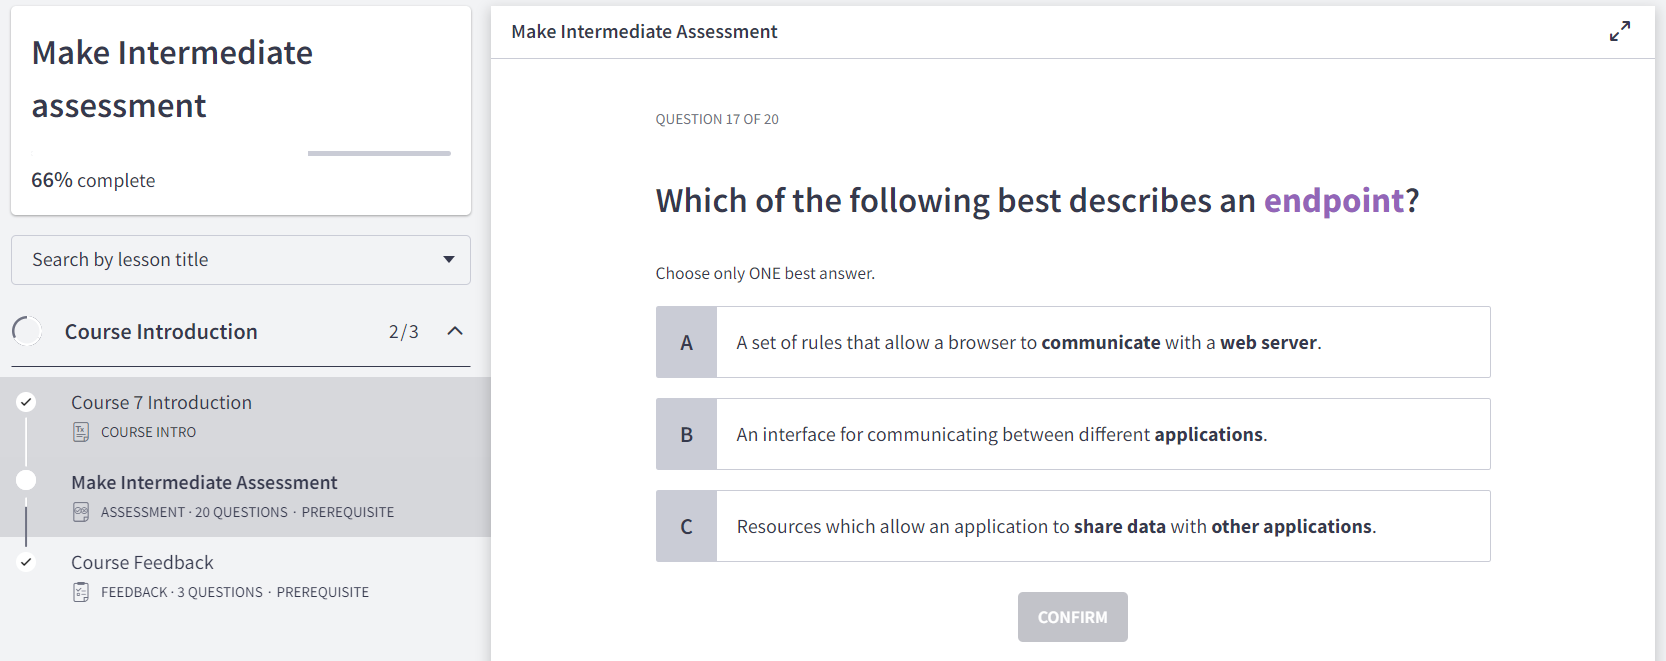 Make Intermediate
assessment
66% complete
Search by lesson title
Course Introduction 2/3
Course 7 Introduction
COURSE INTRO
Make Intermediate Assessment
ASSESSMENT · 20 QUESTIONS · PREREQUISITE
Course Feedback
FEEDBACK · 3 QUESTIONS · PREREQUISITE
Make Intermediate Assessment
QUESTION 17 OF 20
Which of the following best describes an endpoint?
Choose only ONE best answer.
A A set of rules that allow a browser to communicate with a web server.
B An interface for communicating between different applications.
C Resources which allow an application to share data with other applications.
CONFIRM